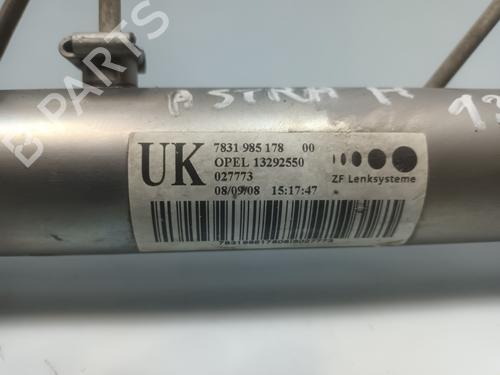 ASTRA H
UK
7831 985 178 00
OPEL 13292550
027773
08/09/08 15:17:47
ZF Lenksysteme
B-PARTS